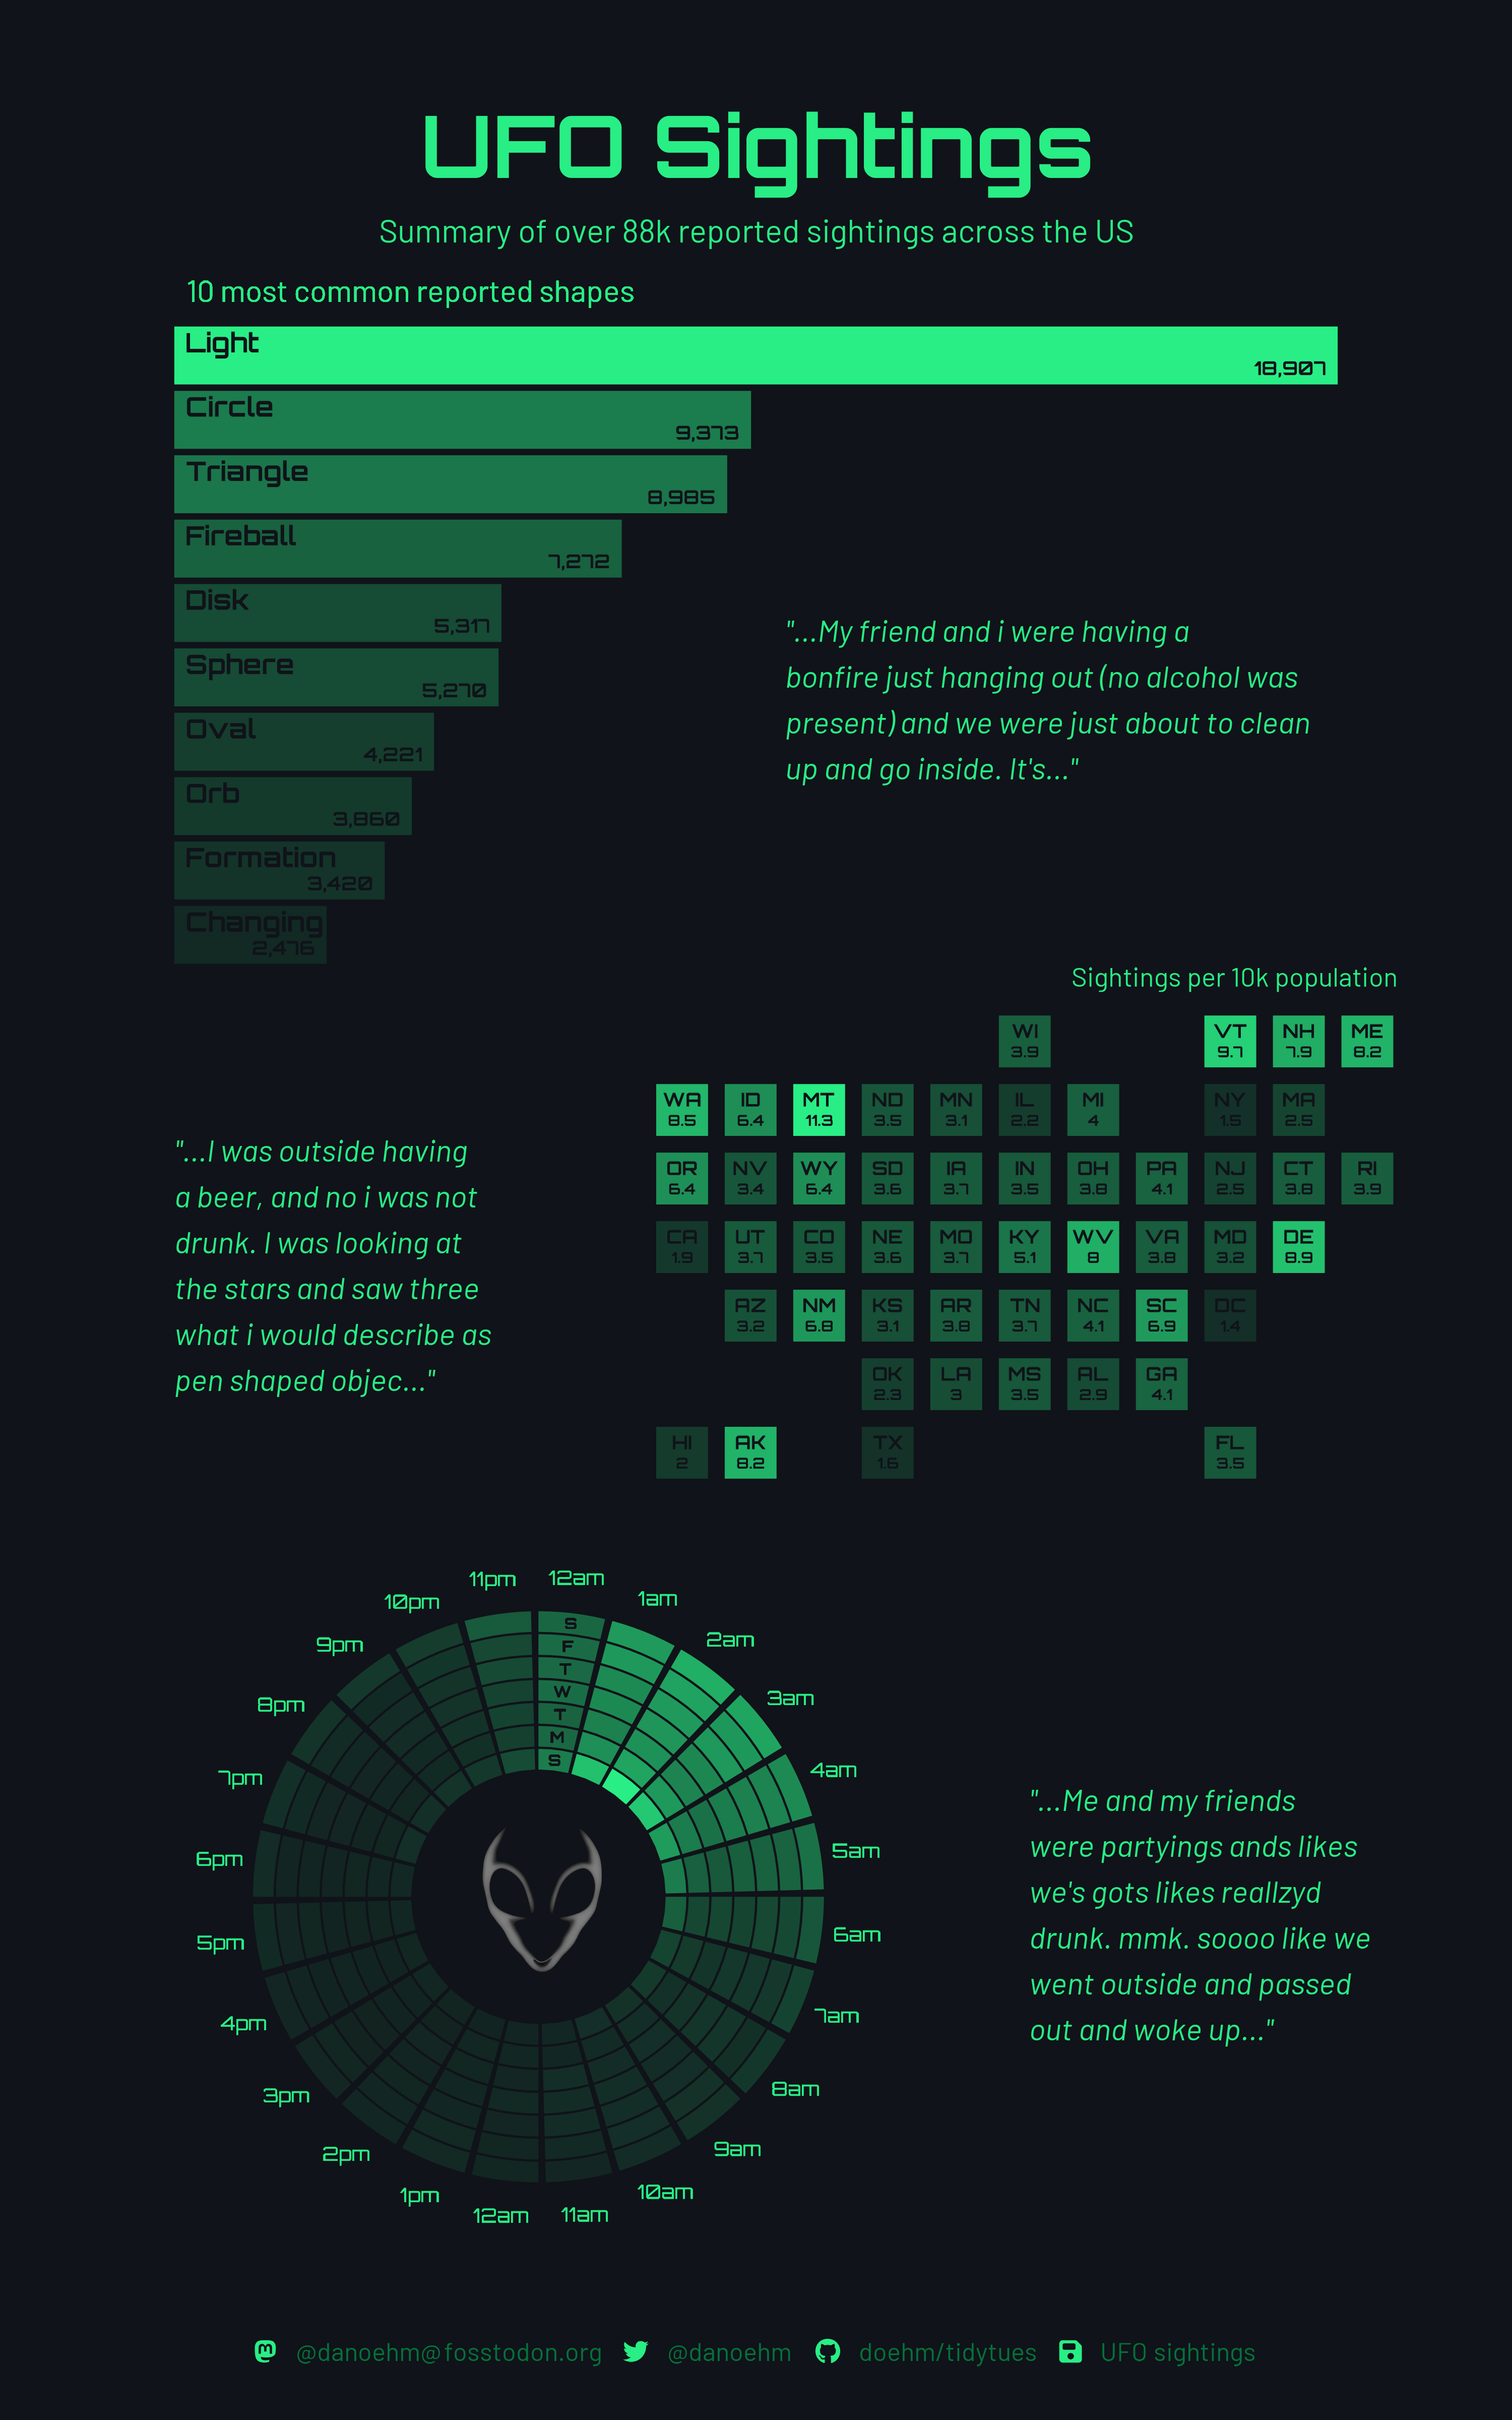 UFO Sightings
Summary of over 88k reported sightings across the US
10 most common reported shapes
Light
18,907
Circle
9,373
Triangle
8,985
Fireball
7,272
Disk
5,317
Sphere
5,270
Oval
4,221
Orb
3,860
Formation
3,420
Changing
2,476
"...My friend and i were having a
bonfire just hanging out (no alcohol was
present) and we were just about to clean
up and go inside. It's..."
Sightings per 10k population
WI VT NH ME
3.9 9.7 7.9 8.2
WA ID MT ND MN IL MI NY MA
8.5 6.4 11.3 3.5 3.1 2.2 4 1.5 2.5
OR NV WY SD IA IN OH PA NJ CT RI
6.4 3.4 6.4 3.6 3.7 3.5 3.8 4.1 2.5 3.8 3.9
CA UT CO NE MO KY WV VA MD DE
1.9 3.7 3.5 3.6 3.7 5.1 8 3.8 3.2 8.9
AZ NM KS AR TN NC SC DC
3.2 6.8 3.1 3.8 3.7 4.1 6.9 1.4
OK LA MS AL GA
2.3 3 3.5 2.9 4.1
HI AK TX FL
2 8.2 1.6 3.5
"...I was outside having
a beer, and no i was not
drunk. I was looking at
the stars and saw three
what i would describe as
pen shaped objec..."
12am
1am
2am
3am
4am
5am
6am
7am
8am
9am
10am
11am
12am
1pm
2pm
3pm
4pm
5pm
6pm
7pm
8pm
9pm
10pm
11pm
S
F
T
W
T
M
S
"...Me and my friends
were partyings ands likes
we's gots likes reallzyd
drunk. mmk. soooo like we
went outside and passed
out and woke up..."
@danoehm@fosstodon.org @danoehm doehm/tidytues UFO sightings